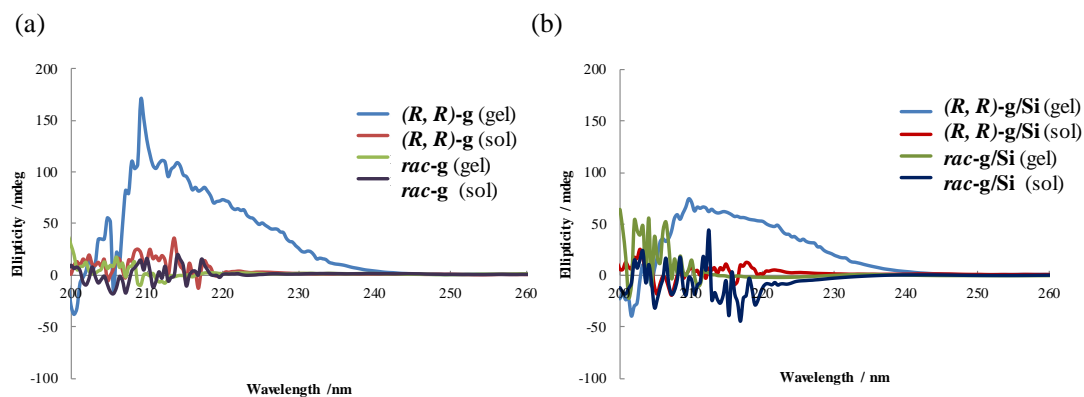 (a)
200
150
100
50
0
-50
-100
Ellipticity /mdeg
200 210 220 230 240 250 260
Wavelength /nm
(R, R)-g (gel)
(R, R)-g (sol)
rac-g (gel)
rac-g (sol)
(b)
200
150
100
50
0
-50
-100
Ellipticity / mdeg
200 210 220 230 240 250 260
Wavelength / nm
(R, R)-g/Si (gel)
(R, R)-g/Si (sol)
rac-g/Si (gel)
rac-g/Si (sol)